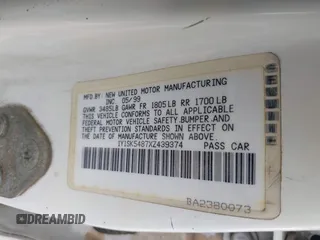 MFD BY NEW UNITED MOTOR MANUFACTURING
INC. 05/99
GVWR 3485LB GAWR FR 1805LB RR 1700LB
THIS VEHICLE CONFORMS TO ALL APPLICABLE
FEDERAL MOTOR VEHICLE SAFETY,BUMPER,AND
THEFT PREVENTION STANDARDS IN EFFECT ON
THE DATE OF MANUFACTURE SHOWN ABOVE.
1Y1SK5487XZ439374 PASS CAR
BA2380073
DREAMBID